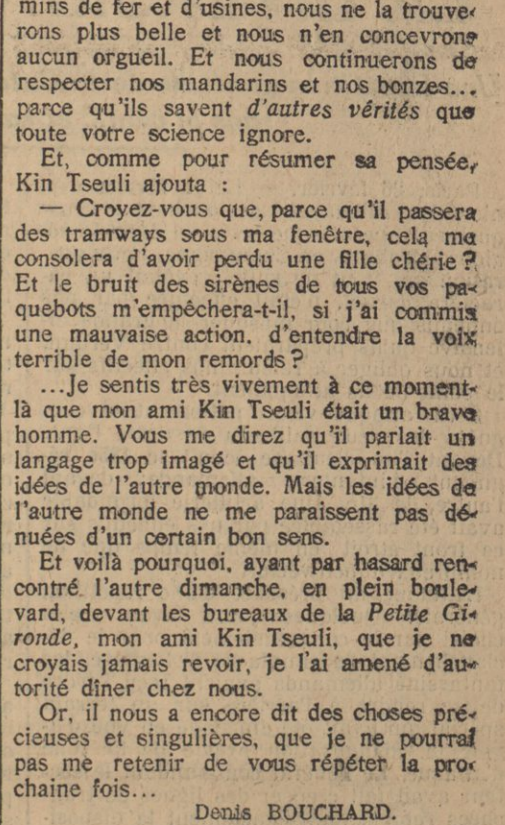 mins de fer et d'usines, nous ne la trouve-
rons plus belle et nous n'en concevrons
aucun orgueil. Et nous continuerons de
respecter nos mandarins et nos bonzes...
parce qu'ils savent d'autres vérités que
toute votre science ignore.
Et, comme pour résumer sa pensée,
Kin Tseuli ajouta :
— Croyez-vous que, parce qu'il passera
des tramways sous ma fenêtre, cela me
consolera d'avoir perdu une fille chérie ?
Et le bruit des sirènes de tous vos pa-
quebots m'empêchera-t-il, si j'ai commis
une mauvaise action. d'entendre la voix
terrible de mon remords ?
...Je sentis très vivement à ce moment-
là que mon ami Kin Tseuli était un brave
homme. Vous me direz qu'il parlait un
langage trop imagé et qu'il exprimait des
idées de l'autre monde. Mais les idées de
l'autre monde ne me paraissent pas dé-
nuées d'un certain bon sens.
Et voilà pourquoi, ayant par hasard ren-
contré l'autre dimanche, en plein boule-
vard, devant les bureaux de la Petite Gi-
ronde, mon ami Kin Tseuli, que je ne
croyais jamais revoir, je l'ai amené d'au-
torité dîner chez nous.
Or, il nous a encore dit des choses pré-
cieuses et singulières, que je ne pourrai
pas me retenir de vous répéter la pro-
chaine fois...
Denis BOUCHARD.